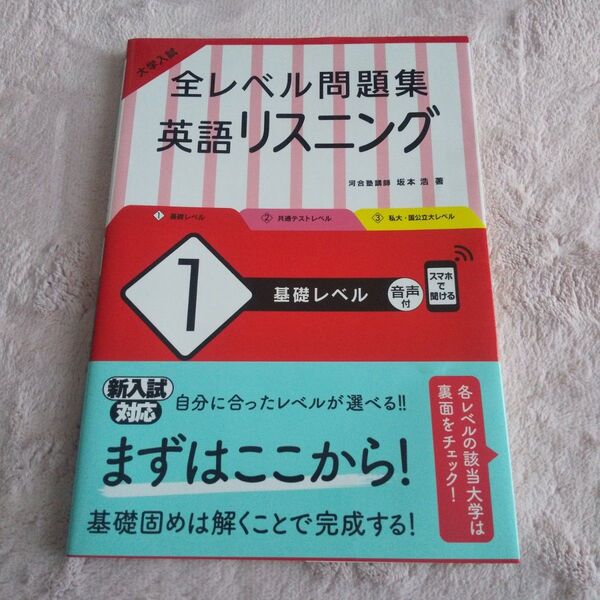 大学入試
全レベル問題集
英語リスニング
河合塾講師 坂本 浩 著
1 基礎レベル
2 共通テストレベル
3 私大・国公立大レベル
1
基礎レベル
音声付
スマホで聞ける
新入試対応
自分に合ったレベルが選べる!!
まずはここから!
基礎固めは解くことで完成する!
各レベルの該当大学は
裏面をチェック!